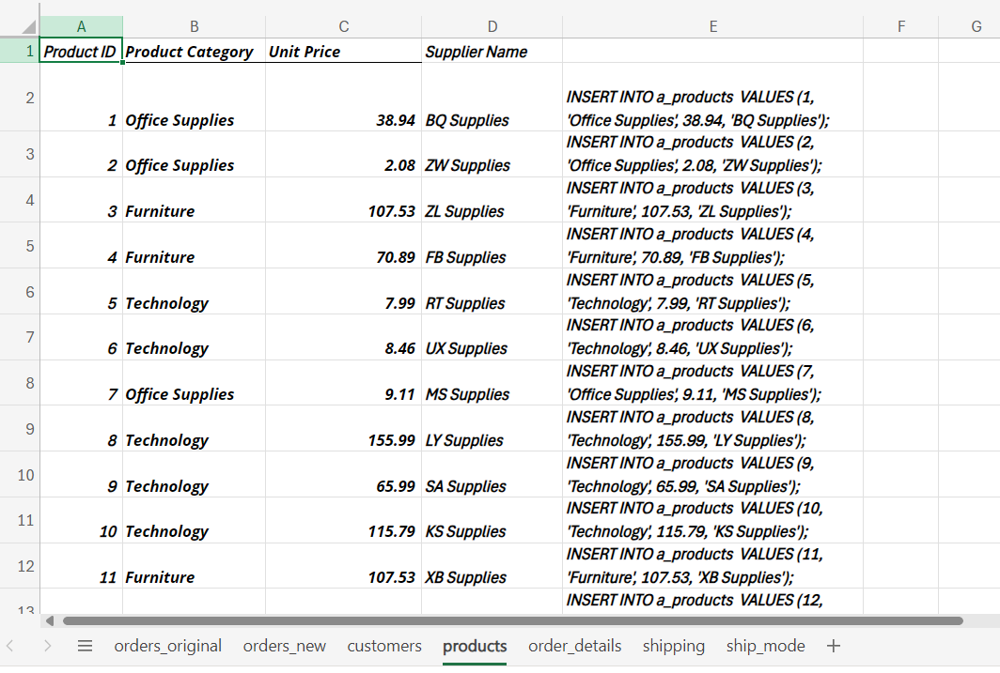 A B C D E F G
1 Product ID Product Category Unit Price Supplier Name
INSERT INTO a_products VALUES (1,
2 1 Office Supplies 38.94 BQ Supplies 'Office Supplies', 38.94, 'BQ Supplies');
INSERT INTO a_products VALUES (2,
3 2 Office Supplies 2.08 ZW Supplies 'Office Supplies', 2.08, 'ZW Supplies');
INSERT INTO a_products VALUES (3,
4 3 Furniture 107.53 ZL Supplies 'Furniture', 107.53, 'ZL Supplies');
INSERT INTO a_products VALUES (4,
5 4 Furniture 70.89 FB Supplies 'Furniture', 70.89, 'FB Supplies');
INSERT INTO a_products VALUES (5,
6 5 Technology 7.99 RT Supplies 'Technology', 7.99, 'RT Supplies');
INSERT INTO a_products VALUES (6,
7 6 Technology 8.46 UX Supplies 'Technology', 8.46, 'UX Supplies');
INSERT INTO a_products VALUES (7,
8 7 Office Supplies 9.11 MS Supplies 'Office Supplies', 9.11, 'MS Supplies');
INSERT INTO a_products VALUES (8,
9 8 Technology 155.99 LY Supplies 'Technology', 155.99, 'LY Supplies');
INSERT INTO a_products VALUES (9,
10 9 Technology 65.99 SA Supplies 'Technology', 65.99, 'SA Supplies');
INSERT INTO a_products VALUES (10,
11 10 Technology 115.79 KS Supplies 'Technology', 115.79, 'KS Supplies');
INSERT INTO a_products VALUES (11,
12 11 Furniture 107.53 XB Supplies 'Furniture', 107.53, 'XB Supplies');
13 INSERT INTO a_products VALUES (12,
orders_original orders_new customers products order_details shipping ship_mode +